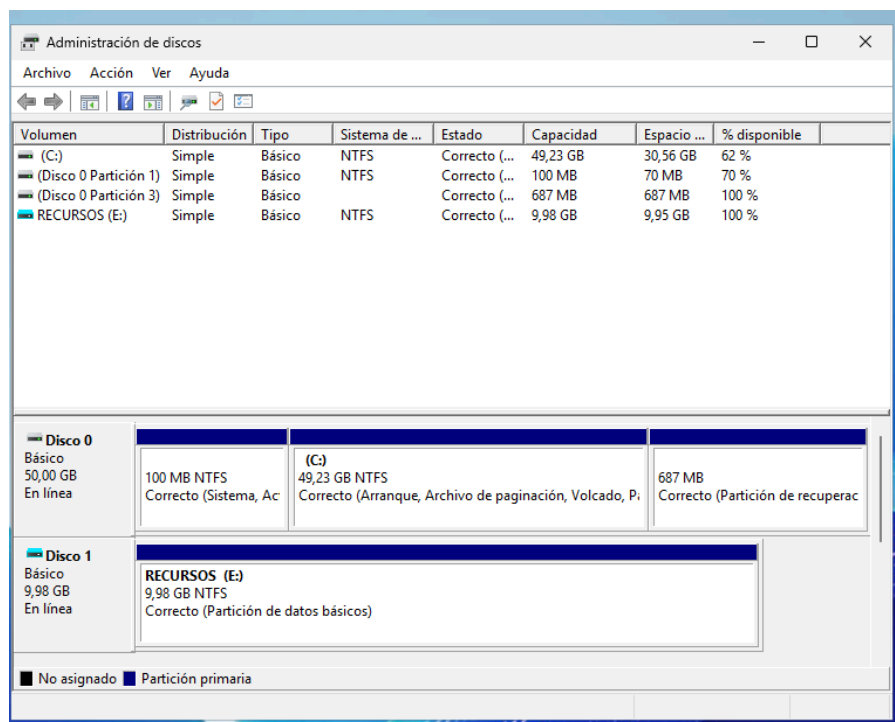 Administración de discos
Archivo Acción Ver Ayuda
Volumen Distribución Tipo Sistema de ... Estado Capacidad Espacio ... % disponible
(C:) Simple Básico NTFS Correcto (... 49,23 GB 30,56 GB 62 %
(Disco 0 Partición 1) Simple Básico NTFS Correcto (... 100 MB 70 MB 70 %
(Disco 0 Partición 3) Simple Básico Correcto (... 687 MB 687 MB 100 %
RECURSOS (E:) Simple Básico NTFS Correcto (... 9,98 GB 9,95 GB 100 %
Disco 0
Básico
50,00 GB
En línea
100 MB NTFS
Correcto (Sistema, Ac
(C:)
49,23 GB NTFS
Correcto (Arranque, Archivo de paginación, Volcado, Pa
687 MB
Correcto (Partición de recuperac
Disco 1
Básico
9,98 GB
En línea
RECURSOS (E:)
9,98 GB NTFS
Correcto (Partición de datos básicos)
No asignado Partición primaria